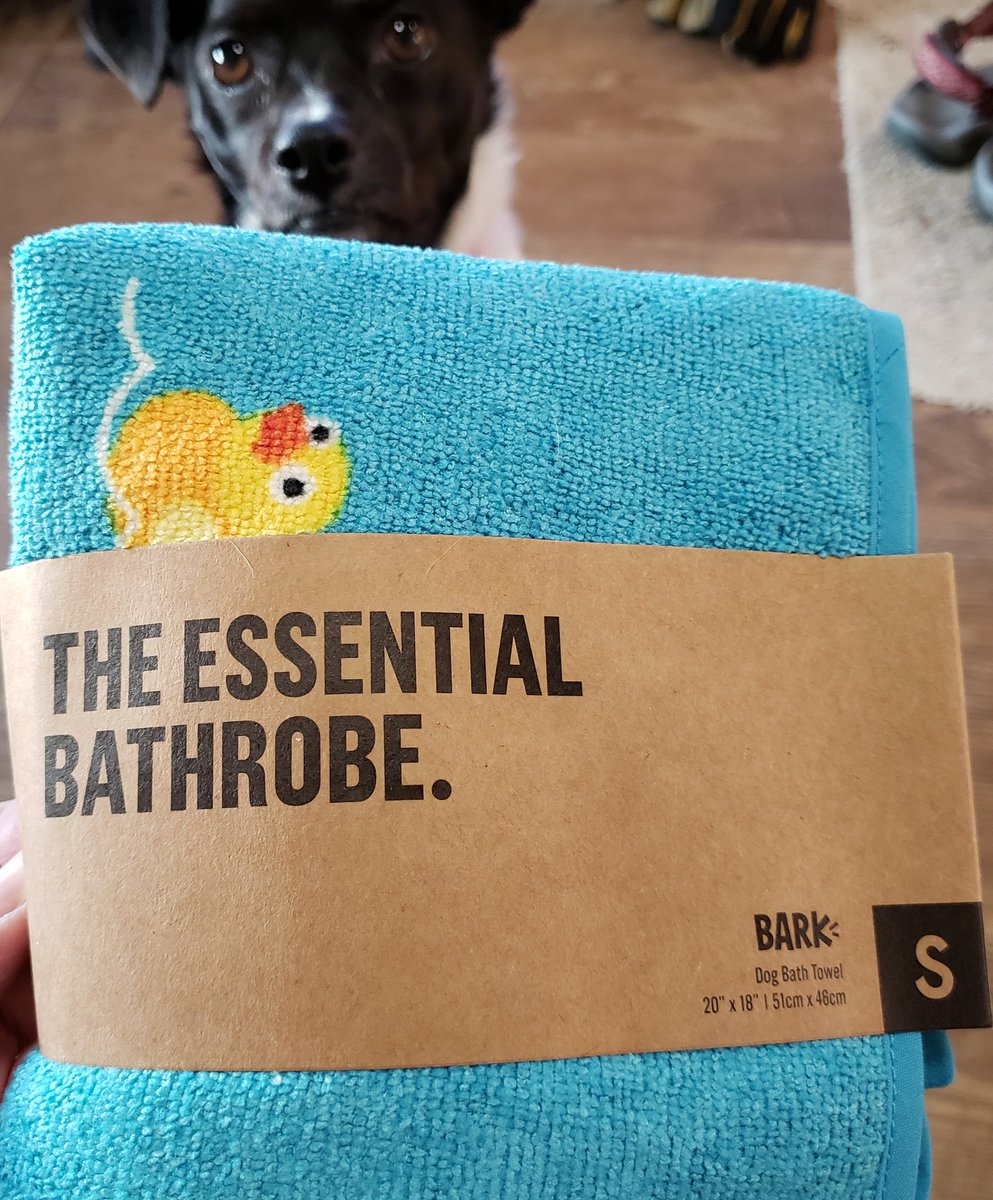 THE ESSENTIAL
BATHROBE.
BARK
Dog Bath Towel
20" x 18" | 51cm x 46cm
S